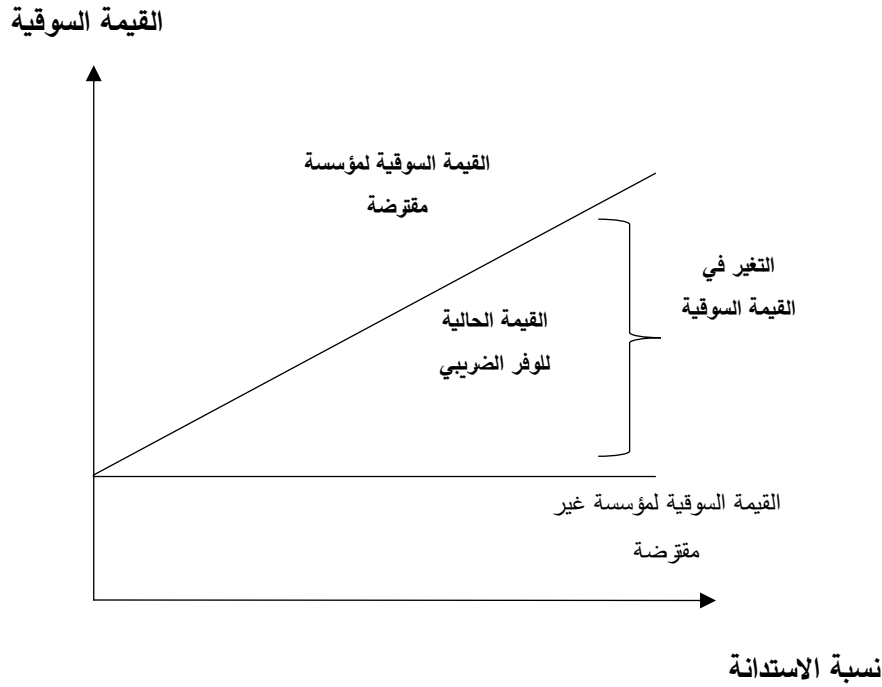 القيمة السوقية
القيمة السوقية لمؤسسة
مقترضة
التغير في
القيمة السوقية
القيمة الحالية
للوفر الضريبي
القيمة السوقية لمؤسسة غير
مقترضة
نسبة الاستدانة